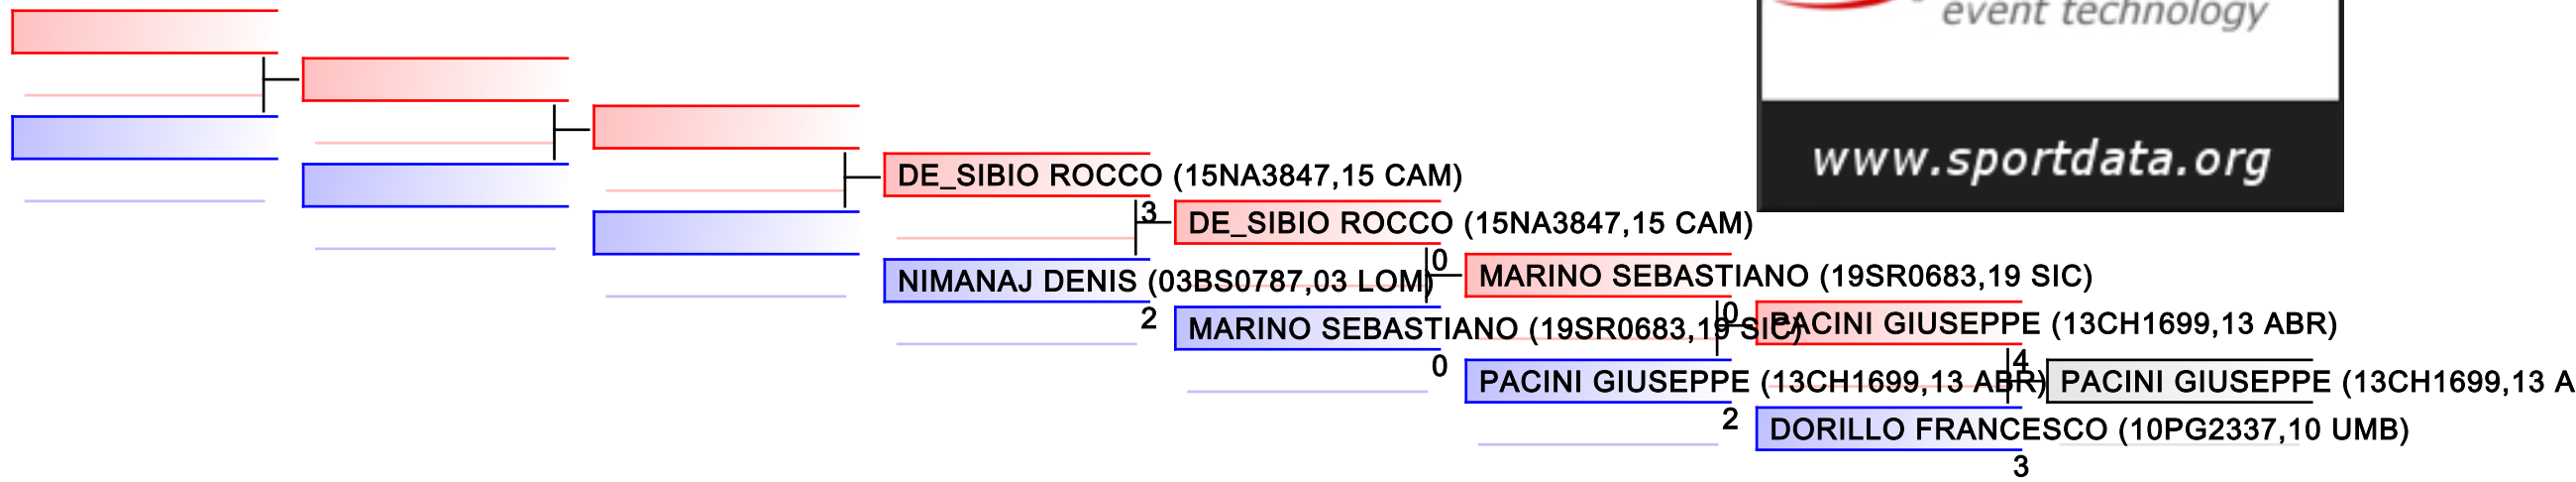 event technology
www.sportdata.org
DE_SIBIO ROCCO (15NA3847,15 CAM)
3
DE_SIBIO ROCCO (15NA3847,15 CAM)
NIMANAJ DENIS (03BS0787,03 LOM)
2
0
MARINO SEBASTIANO (19SR0683,19 SIC)
MARINO SEBASTIANO (19SR0683,19 SIC)
0
0
PACINI GIUSEPPE (13CH1699,13 ABR)
PACINI GIUSEPPE (13CH1699,13 ABR)
2
4
PACINI GIUSEPPE (13CH1699,13 A
DORILLO FRANCESCO (10PG2337,10 UMB)
3